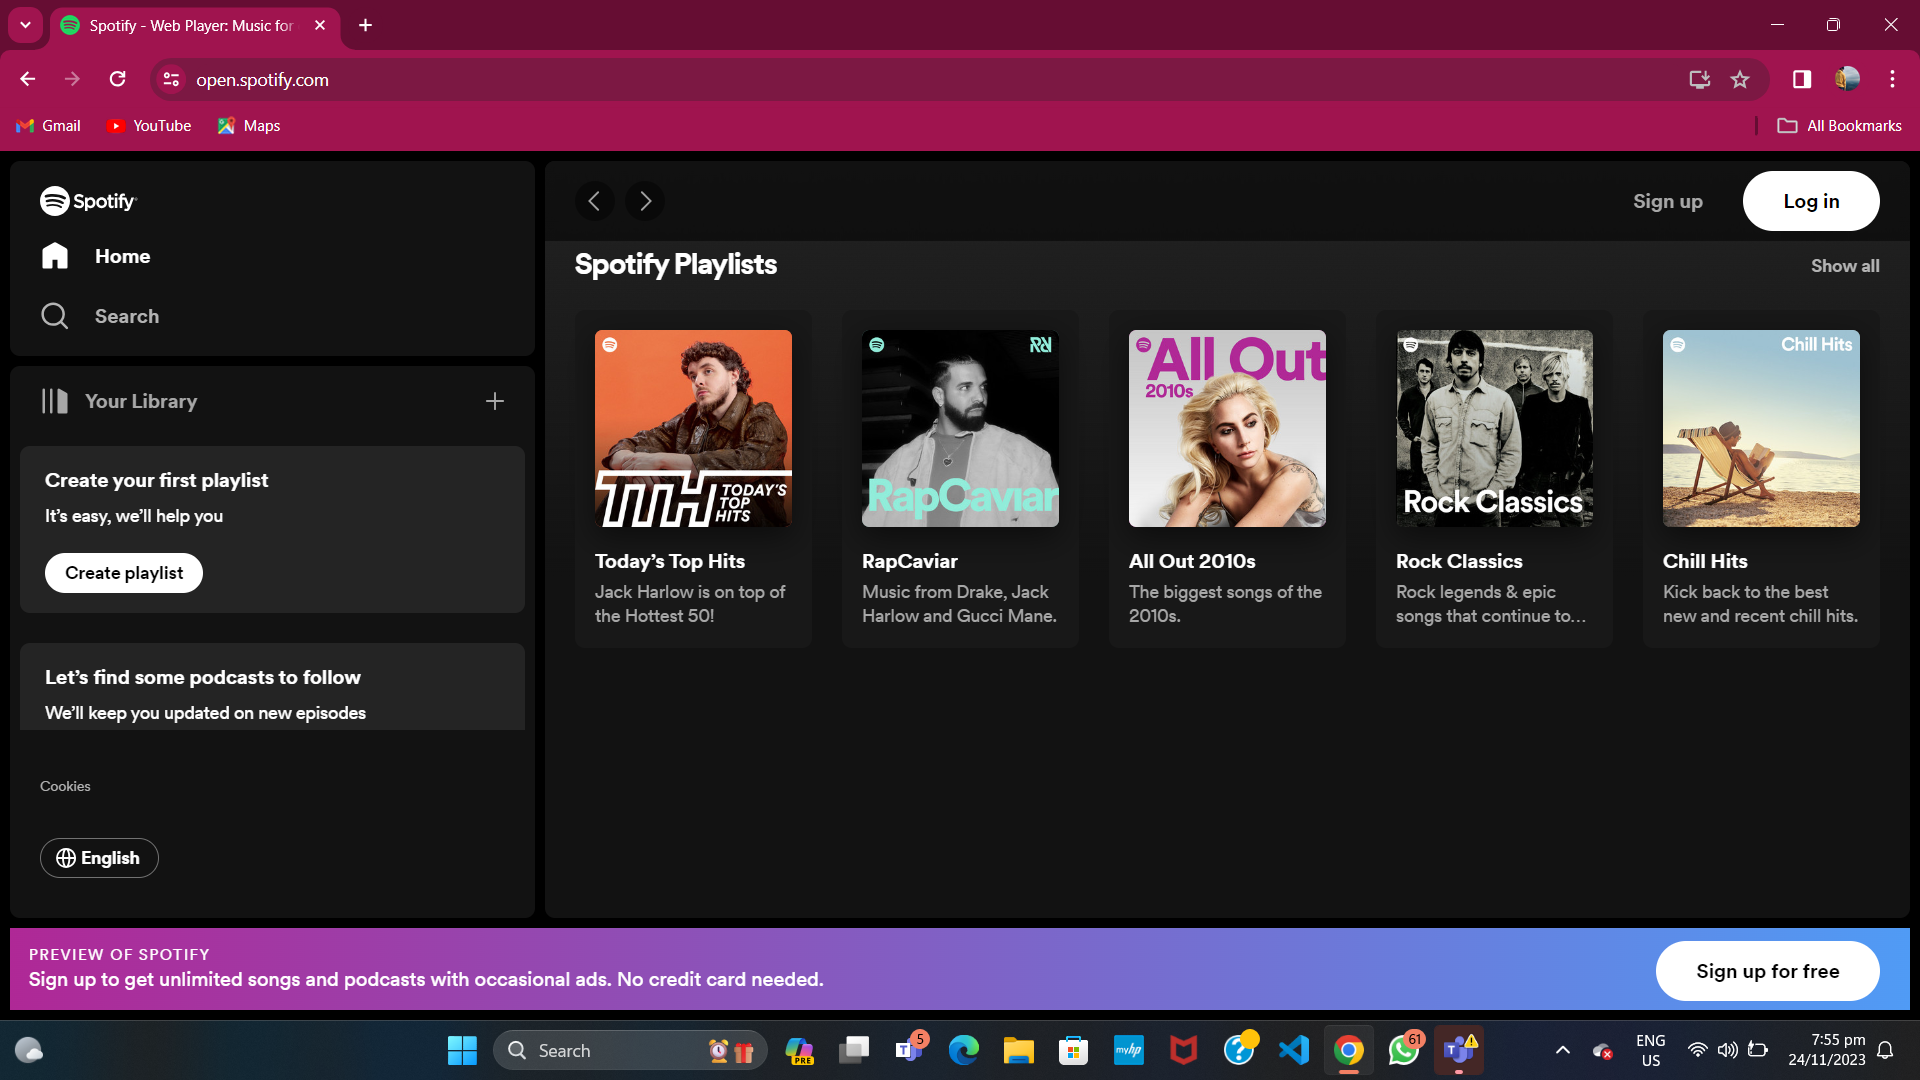 Spotify - Web Player: Music for
open.spotify.com
Gmail
YouTube
Maps
All Bookmarks
Spotify
Home
Search
Your Library
Create your first playlist
It's easy, we'll help you
Create playlist
Let's find some podcasts to follow
We'll keep you updated on new episodes
Cookies
English
Sign up
Log in
Spotify Playlists
Show all
TODAY'S
TOP
HITS
Today's Top Hits
Jack Harlow is on top of
the Hottest 50!
RapCaviar
RapCaviar
Music from Drake, Jack
Harlow and Gucci Mane.
All Out
2010s
All Out 2010s
The biggest songs of the
2010s.
Rock Classics
Rock Classics
Rock legends & epic
songs that continue to...
Chill Hits
Chill Hits
Kick back to the best
new and recent chill hits.
PREVIEW OF SPOTIFY
Sign up to get unlimited songs and podcasts with occasional ads. No credit card needed.
Sign up for free
Search
PRE
5
myhp
61
ENG
US
7:55 pm
24/11/2023